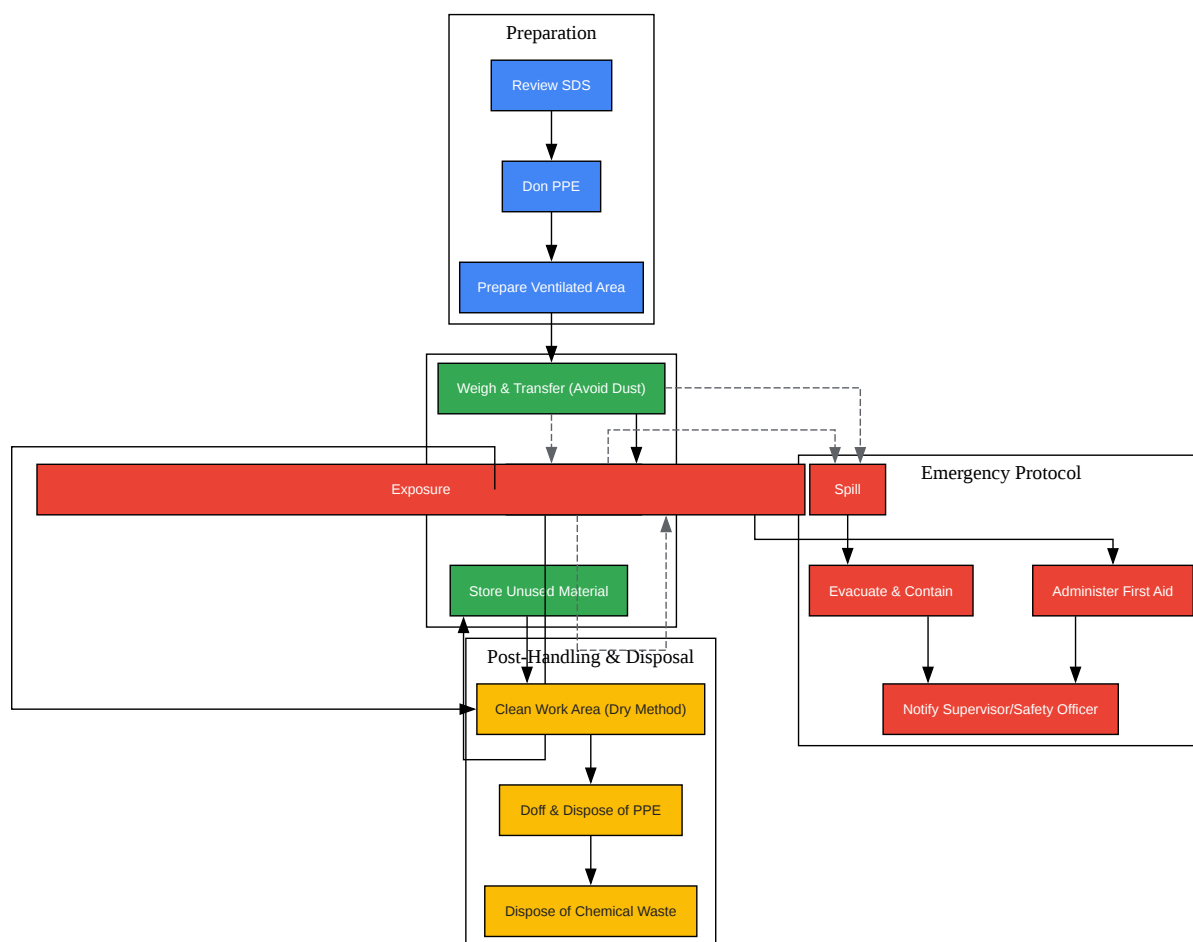 Preparation
Review SDS
Don PPE
Prepare Ventilated Area
Weigh & Transfer (Avoid Dust)
Exposure
Spill
Emergency Protocol
Store Unused Material
Evacuate & Contain
Administer First Aid
Post-Handling & Disposal
Clean Work Area (Dry Method)
Notify Supervisor/Safety Officer
Doff & Dispose of PPE
Dispose of Chemical Waste